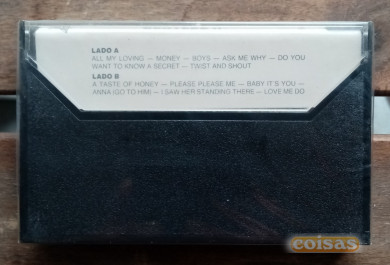 LADO A
ALL MY LOVING — MONEY — BOYS — ASK ME WHY — DO YOU
WANT TO KNOW A SECRET — TWIST AND SHOUT
LADO B
A TASTE OF HONEY — PLEASE PLEASE ME — BABY IT'S YOU —
ANNA (GO TO HIM) — I SAW HER STANDING THERE — LOVE ME DO
coisas